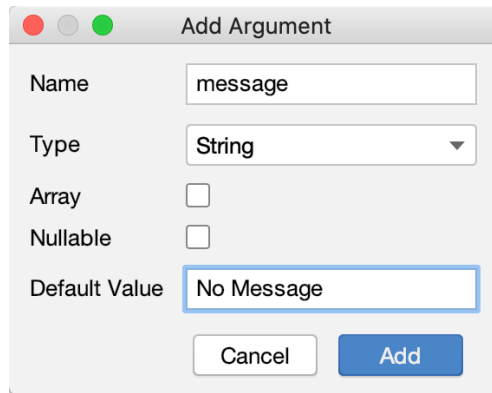 Add Argument
Name message
Type String
Array
Nullable
Default Value No Message
Cancel Add